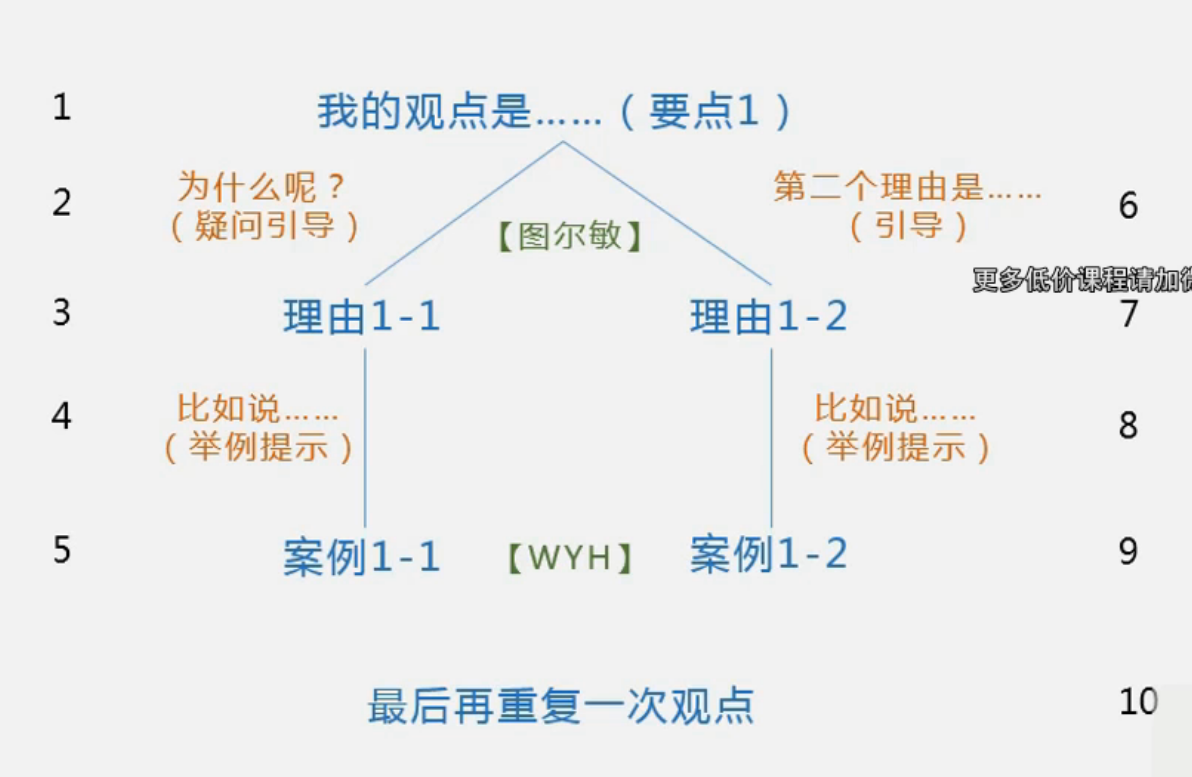 1
我的观点是……（要点1）
2
为什么呢？
（疑问引导）
第二个理由是……
（引导）
6
【图尔敏】
更多低价课程请加微
3
理由1-1
理由1-2
7
4
比如说……
（举例提示）
比如说……
（举例提示）
8
5
案例1-1
【WYH】
案例1-2
9
最后再重复一次观点
10